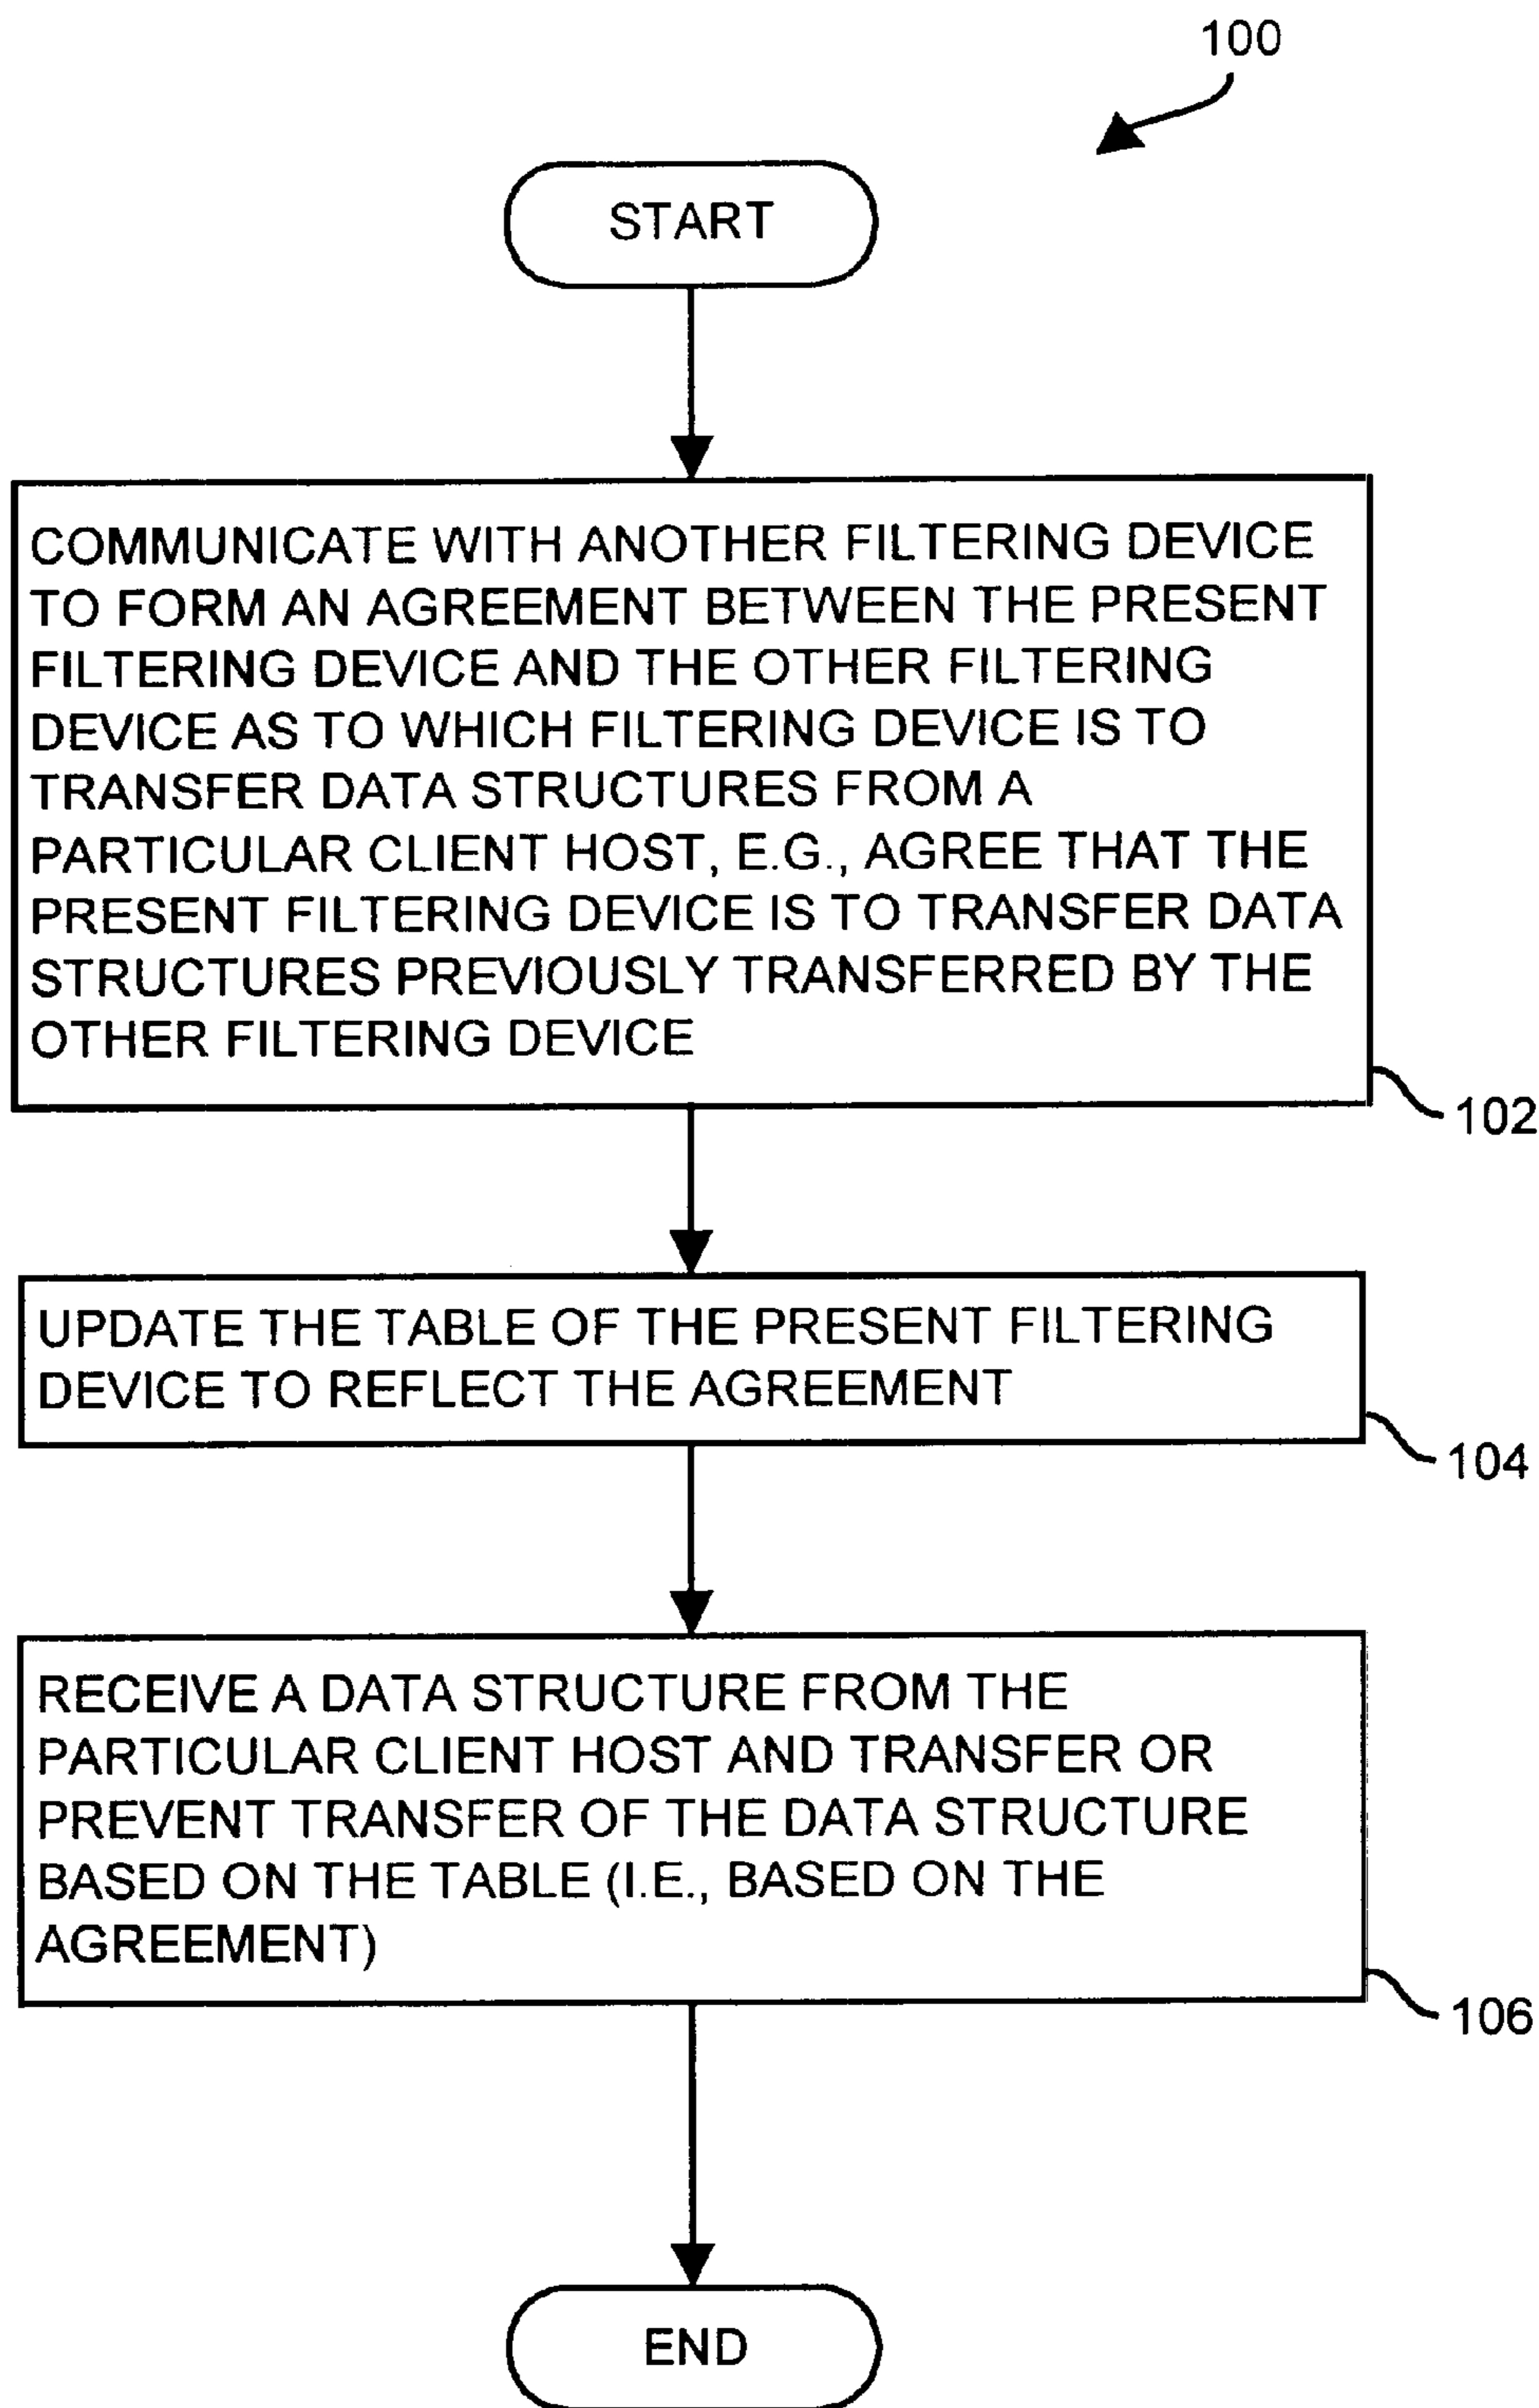 100
START
COMMUNICATE WITH ANOTHER FILTERING DEVICE
TO FORM AN AGREEMENT BETWEEN THE PRESENT
FILTERING DEVICE AND THE OTHER FILTERING
DEVICE AS TO WHICH FILTERING DEVICE IS TO
TRANSFER DATA STRUCTURES FROM A
PARTICULAR CLIENT HOST, E.G., AGREE THAT THE
PRESENT FILTERING DEVICE IS TO TRANSFER DATA
STRUCTURES PREVIOUSLY TRANSFERRED BY THE
OTHER FILTERING DEVICE
102
UPDATE THE TABLE OF THE PRESENT FILTERING
DEVICE TO REFLECT THE AGREEMENT
104
RECEIVE A DATA STRUCTURE FROM THE
PARTICULAR CLIENT HOST AND TRANSFER OR
PREVENT TRANSFER OF THE DATA STRUCTURE
BASED ON THE TABLE (I.E., BASED ON THE
AGREEMENT)
106
END